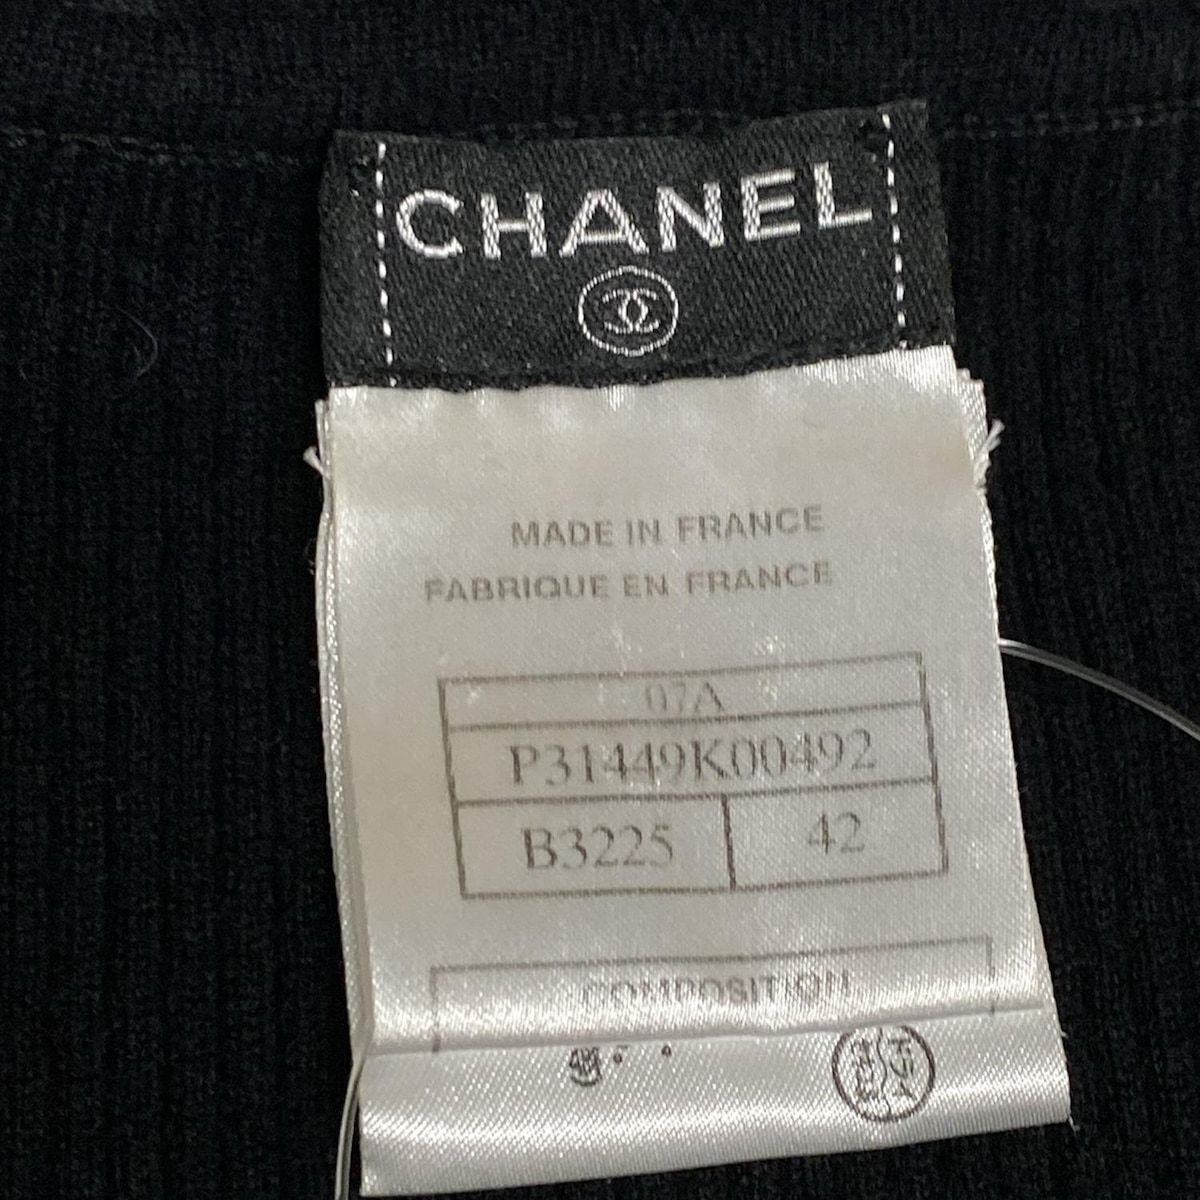 CHANEL
MADE IN FRANCE
FABRIQUE EN FRANCE
07A
P31449K00492
B3225 42
COMPOSITION